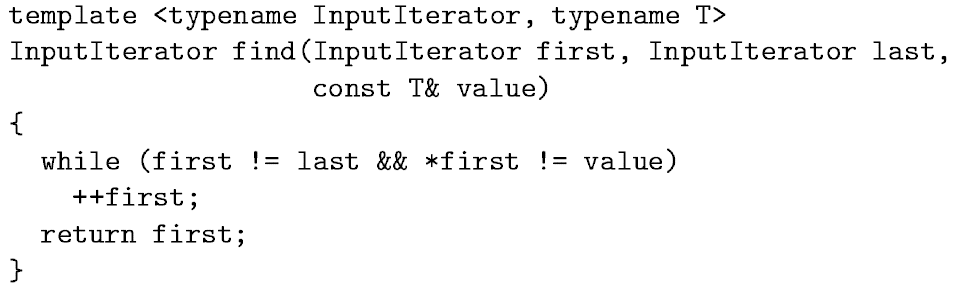 template <typename InputIterator, typename T>
InputIterator find(InputIterator first, InputIterator last,
                   const T& value)
{
  while (first != last && *first != value)
    ++first;
  return first;
}